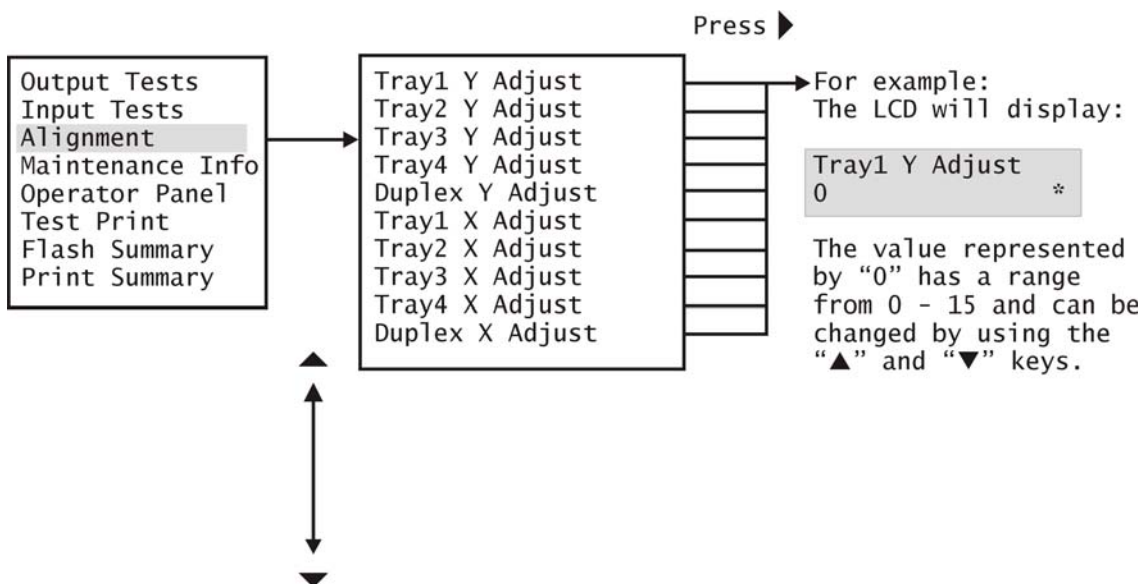 Press ▶
Output Tests
Input Tests
Alignment
Maintenance Info
Operator Panel
Test Print
Flash Summary
Print Summary
Tray1 Y Adjust
Tray2 Y Adjust
Tray3 Y Adjust
Tray4 Y Adjust
Duplex Y Adjust
Tray1 X Adjust
Tray2 X Adjust
Tray3 X Adjust
Tray4 X Adjust
Duplex X Adjust
For example:
The LCD will display:
Tray1 Y Adjust
0 *
The value represented
by “0” has a range
from 0 - 15 and can be
changed by using the
“▲” and “▼” keys.